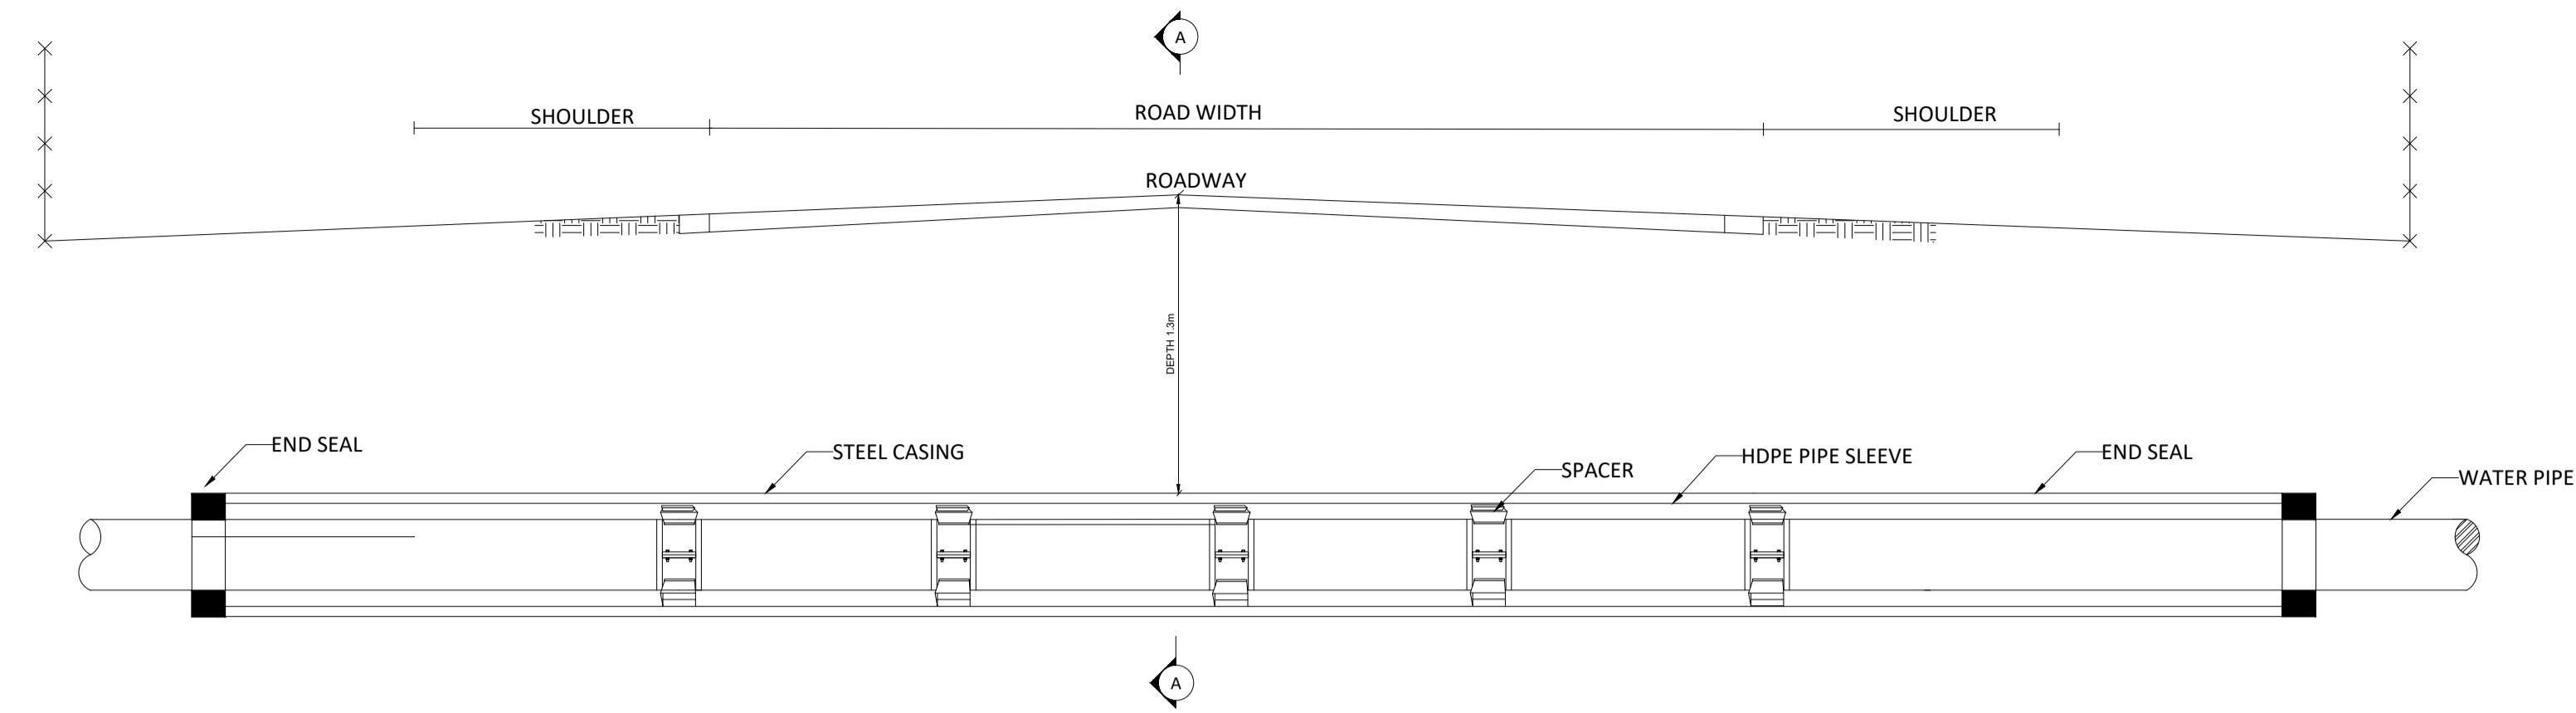 A
SHOULDER
ROAD WIDTH
SHOULDER
ROADWAY
DEPTH 1.3m
END SEAL
STEEL CASING
SPACER
HDPE PIPE SLEEVE
END SEAL
WATER PIPE
A